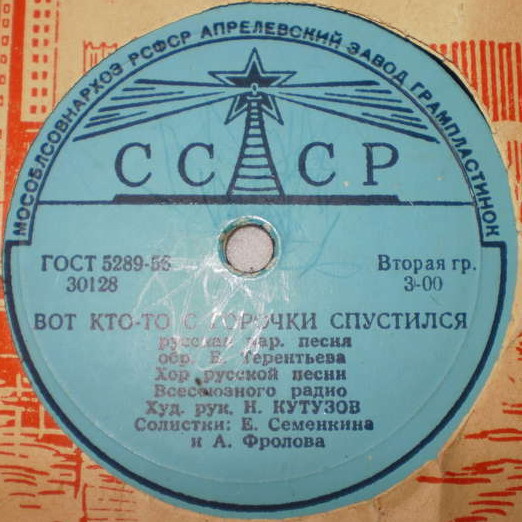 МОСОБЛСОВНАРХОЗ РСФСР АПРЕЛЕВСКИЙ ЗАВОД ГРАМПЛАСТИНОК
СССР
ГОСТ 5289-56 Вторая гр.
30128 3-00
ВОТ КТО-ТО С ГОРОЧКИ СПУСТИЛСЯ
русская нар. песня
обр. В. Терентьева
Хор русской песни
Всесоюзного радио
Худ. рук. Н. КУТУЗОВ
Солистки: Е. Семенкина
и А. Фролова